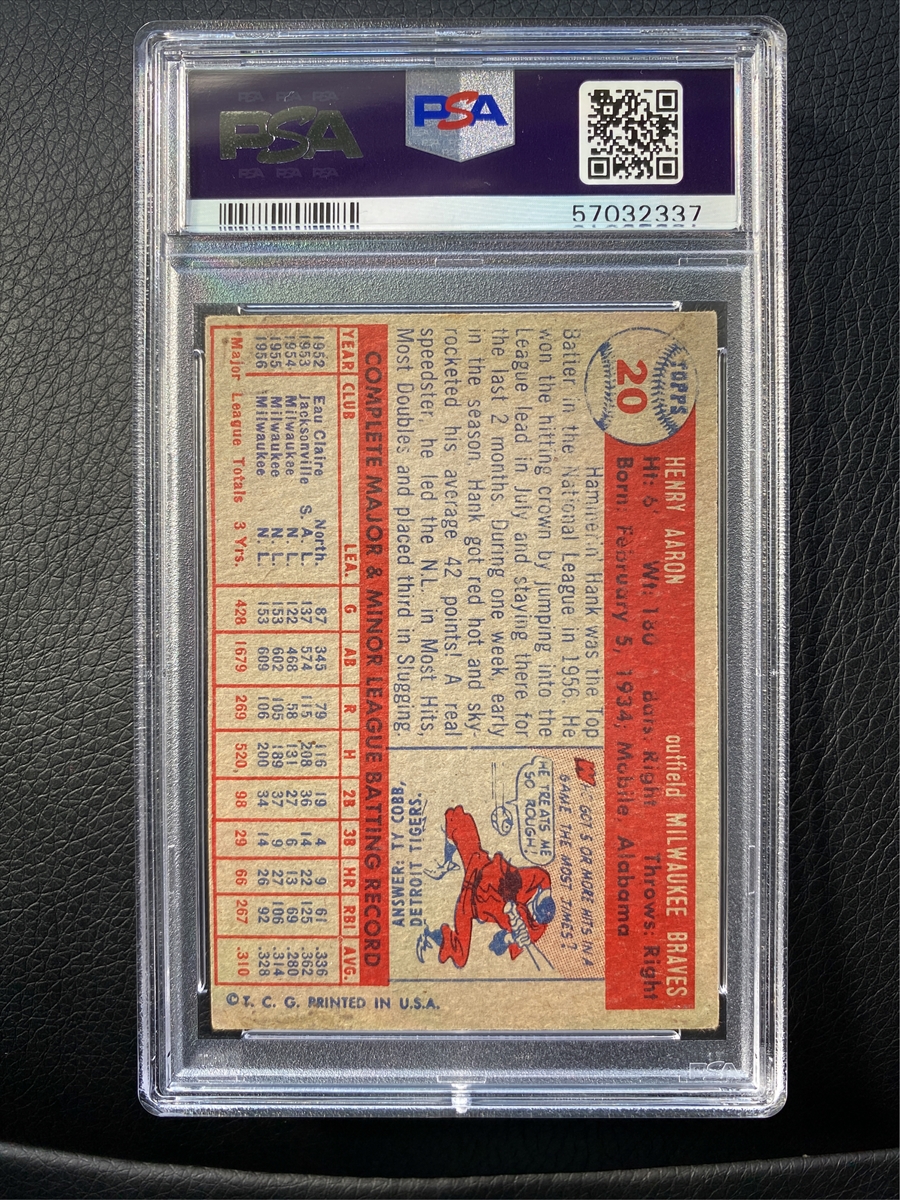 PSA PSA PSA
PSA
PSA PSA PSA
PSA
57032337
TOPPS
20
HENRY AARON outfield MILWAUKEE BRAVES
Ht: 6' Wt: 180 Bats: Right Throws: Right
Born: February 5, 1934, Mobile, Alabama
Hammerin Hank was the Top
Batter in the National League in 1956. He
won the hitting crown by jumping into the
League lead in July and staying there for
the last 2 months. During one week, early
in the season, Hank got red hot and sky-
rocketed his average 42 points! A real
speedster, he led the N.L. in Most Hits,
Most Doubles and placed third in Slugging.
GOT 5 OR MORE HITS IN A
GAME THE MOST TIMES?
HE TREATS ME
SO ROUGH!
ANSWER: TY COBB,
DETROIT TIGERS.
COMPLETE MAJOR & MINOR LEAGUE BATTING RECORD
YEAR CLUB LEA. G AB R H 2B 3B HR RBI AVG.
1952 Eau Claire North. 87 345 79 116 19 4 9 61 .336
1953 Jacksonville S. A. L. 137 574 115 208 36 14 22 125 .362
1954 Milwaukee N. L. 122 468 58 131 27 6 13 69 .280
1955 Milwaukee N. L. 153 602 105 189 37 9 27 106 .314
1956 Milwaukee N. L. 153 609 106 200 34 14 26 92 .328
Major League Totals 3 Yrs. 428 1679 269 520 98 29 66 267 .310
© T. C. G. PRINTED IN U.S.A.
PSA